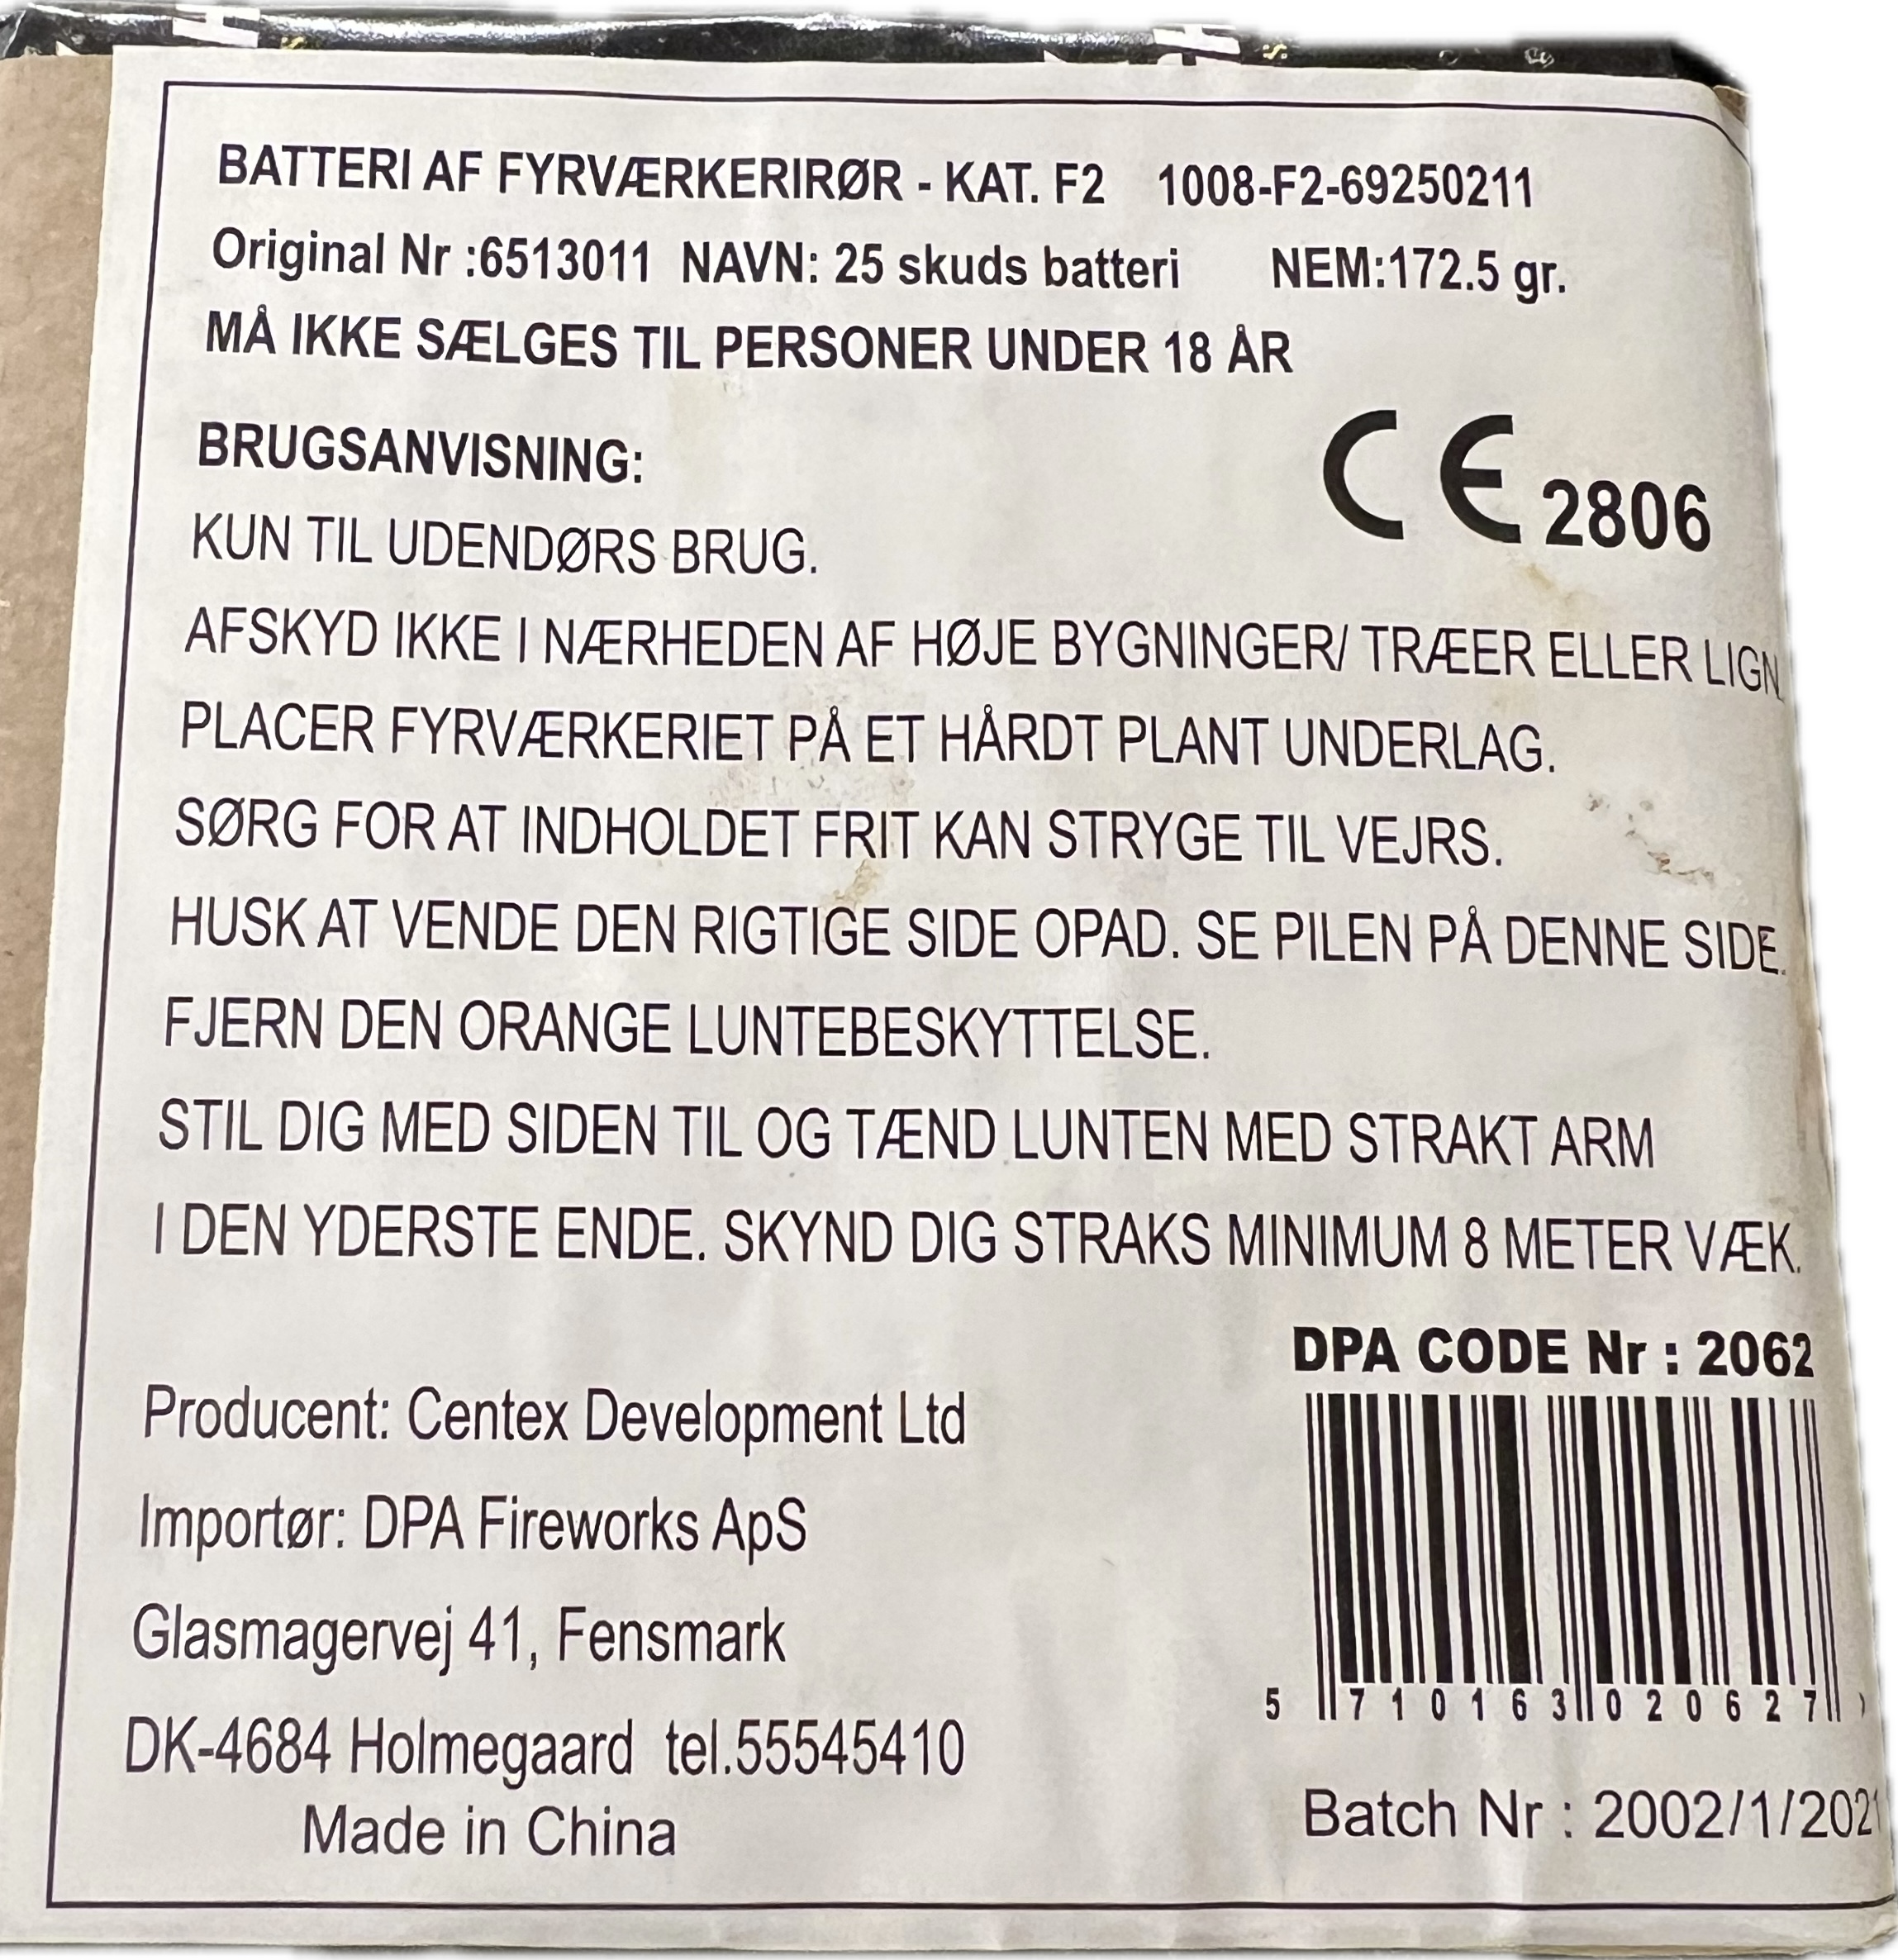 BATTERI AF FYRVÆRKERIRØR - KAT. F2 1008-F2-69250211
Original Nr :6513011 NAVN: 25 skuds batteri NEM:172.5 gr.
MÅ IKKE SÆLGES TIL PERSONER UNDER 18 ÅR
BRUGSANVISNING:
CE 2806
KUN TIL UDENDØRS BRUG.
AFSKYD IKKE I NÆRHEDEN AF HØJE BYGNINGER/ TRÆER ELLER LIGN.
PLACER FYRVÆRKERIET PÅ ET HÅRDT PLANT UNDERLAG.
SØRG FOR AT INDHOLDET FRIT KAN STRYGE TIL VEJRS.
HUSK AT VENDE DEN RIGTIGE SIDE OPAD. SE PILEN PÅ DENNE SIDE.
FJERN DEN ORANGE LUNTEBESKYTTELSE.
STIL DIG MED SIDEN TIL OG TÆND LUNTEN MED STRAKT ARM
I DEN YDERSTE ENDE. SKYND DIG STRAKS MINIMUM 8 METER VÆK.
DPA CODE Nr : 2062
Producent: Centex Development Ltd
Importør: DPA Fireworks ApS
Glasmagervej 41, Fensmark
5 710163 020627 >
DK-4684 Holmegaard tel.55545410
Made in China
Batch Nr : 2002/1/2021